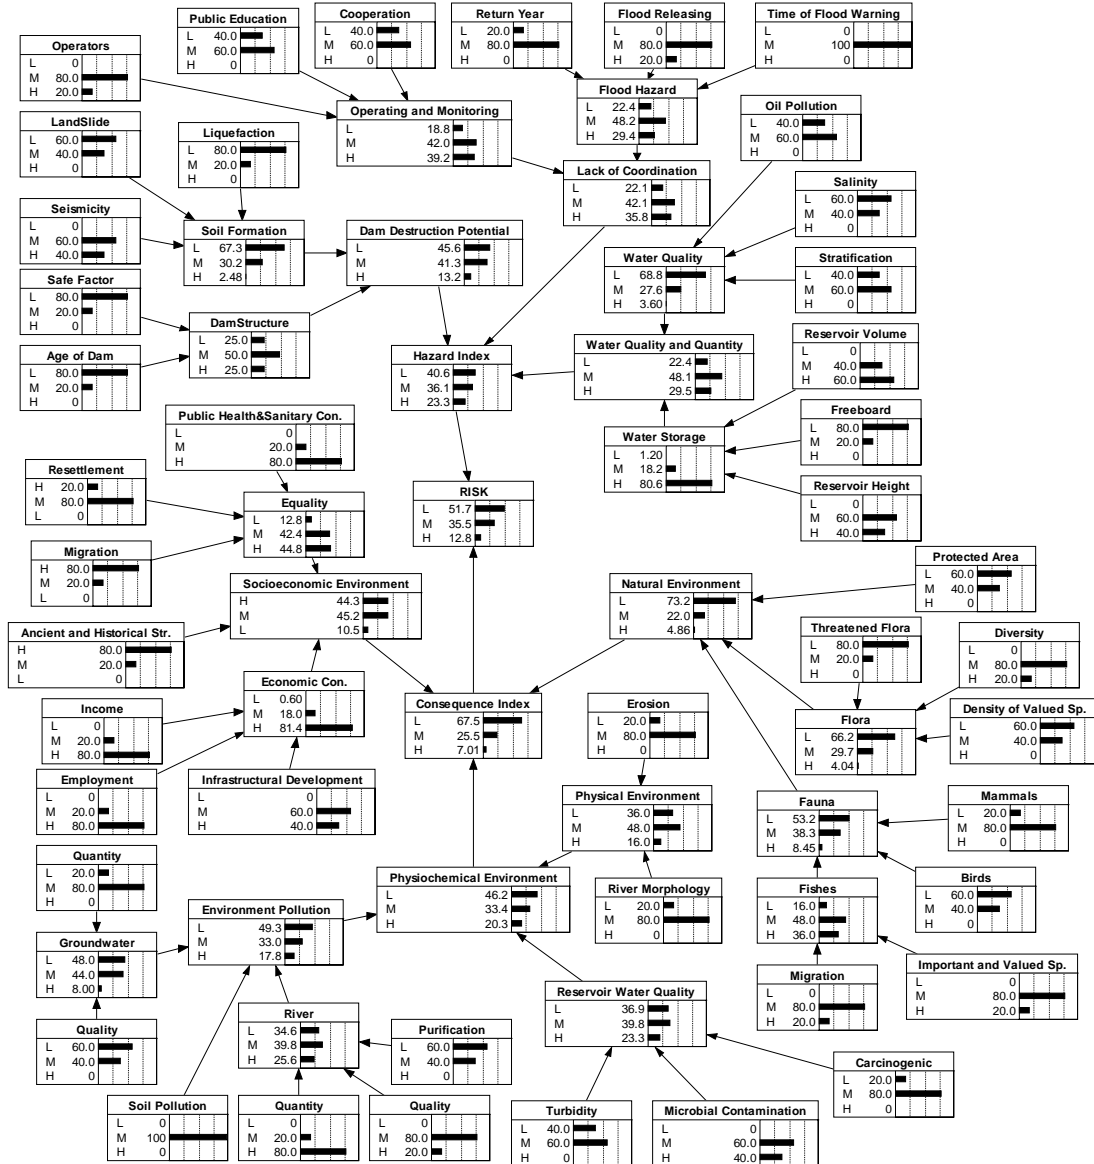 Public Education
L 40.0
M 60.0
H 0
Cooperation
L 40.0
M 60.0
H 0
Return Year
L 20.0
M 80.0
H 0
Flood Releasing
L 0
M 80.0
H 20.0
Time of Flood Warning
L 0
M 100
H 0
Operators
L 0
M 80.0
H 20.0
Flood Hazard
L 22.4
M 48.2
H 29.4
Operating and Monitoring
L 18.8
M 42.0
H 39.2
Oil Pollution
L 40.0
M 60.0
H 0
LandSlide
L 60.0
M 40.0
H 0
Liquefaction
L 80.0
M 20.0
H 0
Lack of Coordination
L 22.1
M 42.1
H 35.8
Salinity
L 60.0
M 40.0
H 0
Seismicity
L 0
M 60.0
H 40.0
Soil Formation
L 67.3
M 30.2
H 2.48
Dam Destruction Potential
L 45.6
M 41.3
H 13.2
Water Quality
L 68.8
M 27.6
H 3.60
Stratification
L 40.0
M 60.0
H 0
Safe Factor
L 80.0
M 20.0
H 0
DamStructure
L 25.0
M 50.0
H 25.0
Age of Dam
L 80.0
M 20.0
H 0
Hazard Index
L 40.6
M 36.1
H 23.3
Water Quality and Quantity
L 22.4
M 48.1
H 29.5
Reservoir Volume
L 0
M 40.0
H 60.0
Public Health&Sanitary Con.
L 0
M 20.0
H 80.0
Freeboard
L 80.0
M 20.0
H 0
Water Storage
L 1.20
M 18.2
H 80.6
Resettlement
H 20.0
M 80.0
L 0
Equality
L 12.8
M 42.4
H 44.8
RISK
L 51.7
M 35.5
H 12.8
Reservoir Height
L 0
M 60.0
H 40.0
Migration
H 80.0
M 20.0
L 0
Socioeconomic Environment
H 44.3
M 45.2
L 10.5
Natural Environment
L 73.2
M 22.0
H 4.86
Protected Area
L 60.0
M 40.0
H 0
Ancient and Historical Str.
H 80.0
M 20.0
L 0
Threatened Flora
L 80.0
M 20.0
H 0
Diversity
L 0
M 80.0
H 20.0
Economic Con.
L 0.60
M 18.0
H 81.4
Income
L 0
M 20.0
H 80.0
Consequence Index
L 67.5
M 25.5
H 7.01
Erosion
L 20.0
M 80.0
H 0
Flora
L 66.2
M 29.7
H 4.04
Density of Valued Sp.
L 60.0
M 40.0
H 0
Employment
L 0
M 20.0
H 80.0
Infrastructural Development
L 0
M 60.0
H 40.0
Physical Environment
L 36.0
M 48.0
H 16.0
Fauna
L 53.2
M 38.3
H 8.45
Mammals
L 20.0
M 80.0
H 0
Quantity
L 20.0
M 80.0
H 0
Physiochemical Environment
L 46.2
M 33.4
H 20.3
River Morphology
L 20.0
M 80.0
H 0
Fishes
L 16.0
M 48.0
H 36.0
Birds
L 60.0
M 40.0
H 0
Environment Pollution
L 49.3
M 33.0
H 17.8
Groundwater
L 48.0
M 44.0
H 8.00
Migration
L 0
M 80.0
H 20.0
Important and Valued Sp.
L 0
M 80.0
H 20.0
Reservoir Water Quality
L 36.9
M 39.8
H 23.3
River
L 34.6
M 39.8
H 25.6
Quality
L 60.0
M 40.0
H 0
Purification
L 60.0
M 40.0
H 0
Carcinogenic
L 20.0
M 80.0
H 0
Soil Pollution
L 0
M 100
H 0
Quantity
L 0
M 20.0
H 80.0
Quality
L 0
M 80.0
H 20.0
Turbidity
L 40.0
M 60.0
H 0
Microbial Contamination
L 0
M 60.0
H 40.0